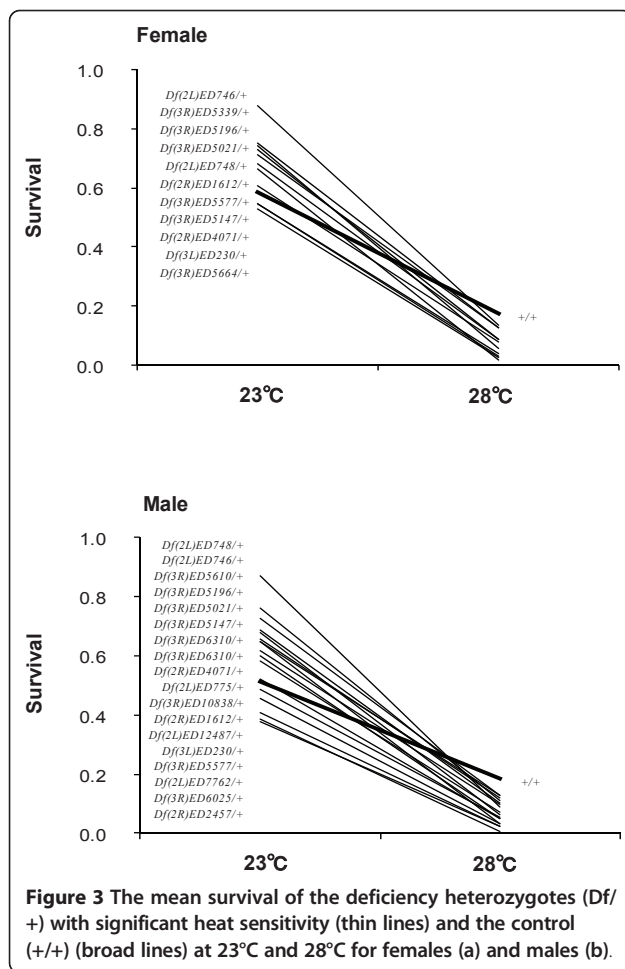 Female
1.0
Df(2L)ED746/+
Df(3R)ED5339/+
0.8
Df(3R)ED5196/+
Df(3R)ED5021/+
Df(2L)ED748/+
0.6
Df(2R)ED1612/+
Df(3R)ED5577/+
Df(3R)ED5147/+
0.4
Df(2R)ED4071/+
Df(3L)ED230/+
Df(3R)ED5664/+
0.2
0.0
Survival
+/+
23°C 28°C
Male
1.0
Df(2L)ED748/+
Df(2L)ED746/+
Df(3R)ED5610/+
0.8
Df(3R)ED5196/+
Df(3R)ED5021/+
Df(3R)ED5147/+
0.6
Df(3R)ED6310/+
Df(3R)ED6310/+
Df(2R)ED4071/+
Df(2L)ED775/+
0.4
Df(3R)ED10838/+
Df(2R)ED1612/+
Df(2L)ED12487/+
Df(3L)ED230/+
0.2
Df(3R)ED5577/+
Df(2L)ED7762/+
Df(3R)ED6025/+
Df(2R)ED2457/+
0.0
Survival
+/+
23°C 28°C
Figure 3 The mean survival of the deficiency heterozygotes (Df/
+) with significant heat sensitivity (thin lines) and the control
(+/+) (broad lines) at 23°C and 28°C for females (a) and males (b).